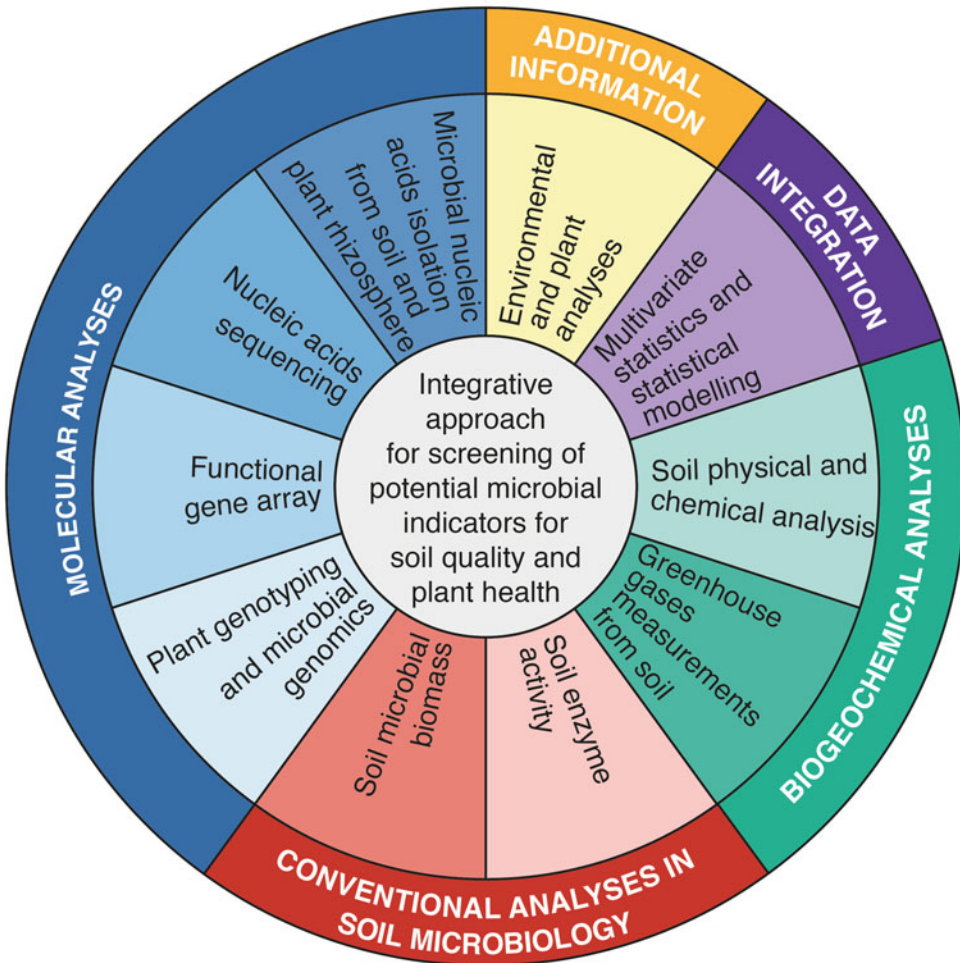 ADDITIONAL
INFORMATION
DATA
INTEGRATION
BIOGEOCHEMICAL ANALYSES
CONVENTIONAL ANALYSES IN
SOIL MICROBIOLOGY
MOLECULAR ANALYSES
Environmental
and plant
analyses
Multivariate
statistics and
statistical
modelling
Soil physical and
chemical analysis
Greenhouse
gases
measurements
from soil
Soil enzyme
activity
Soil microbial
biomass
Plant genotyping
and microbial
genomics
Functional
gene array
Nucleic acids
sequencing
Microbial nucleic
acids isolation
from soil and
plant rhizosphere
Integrative
approach
for screening of
potential microbial
indicators for
soil quality and
plant health